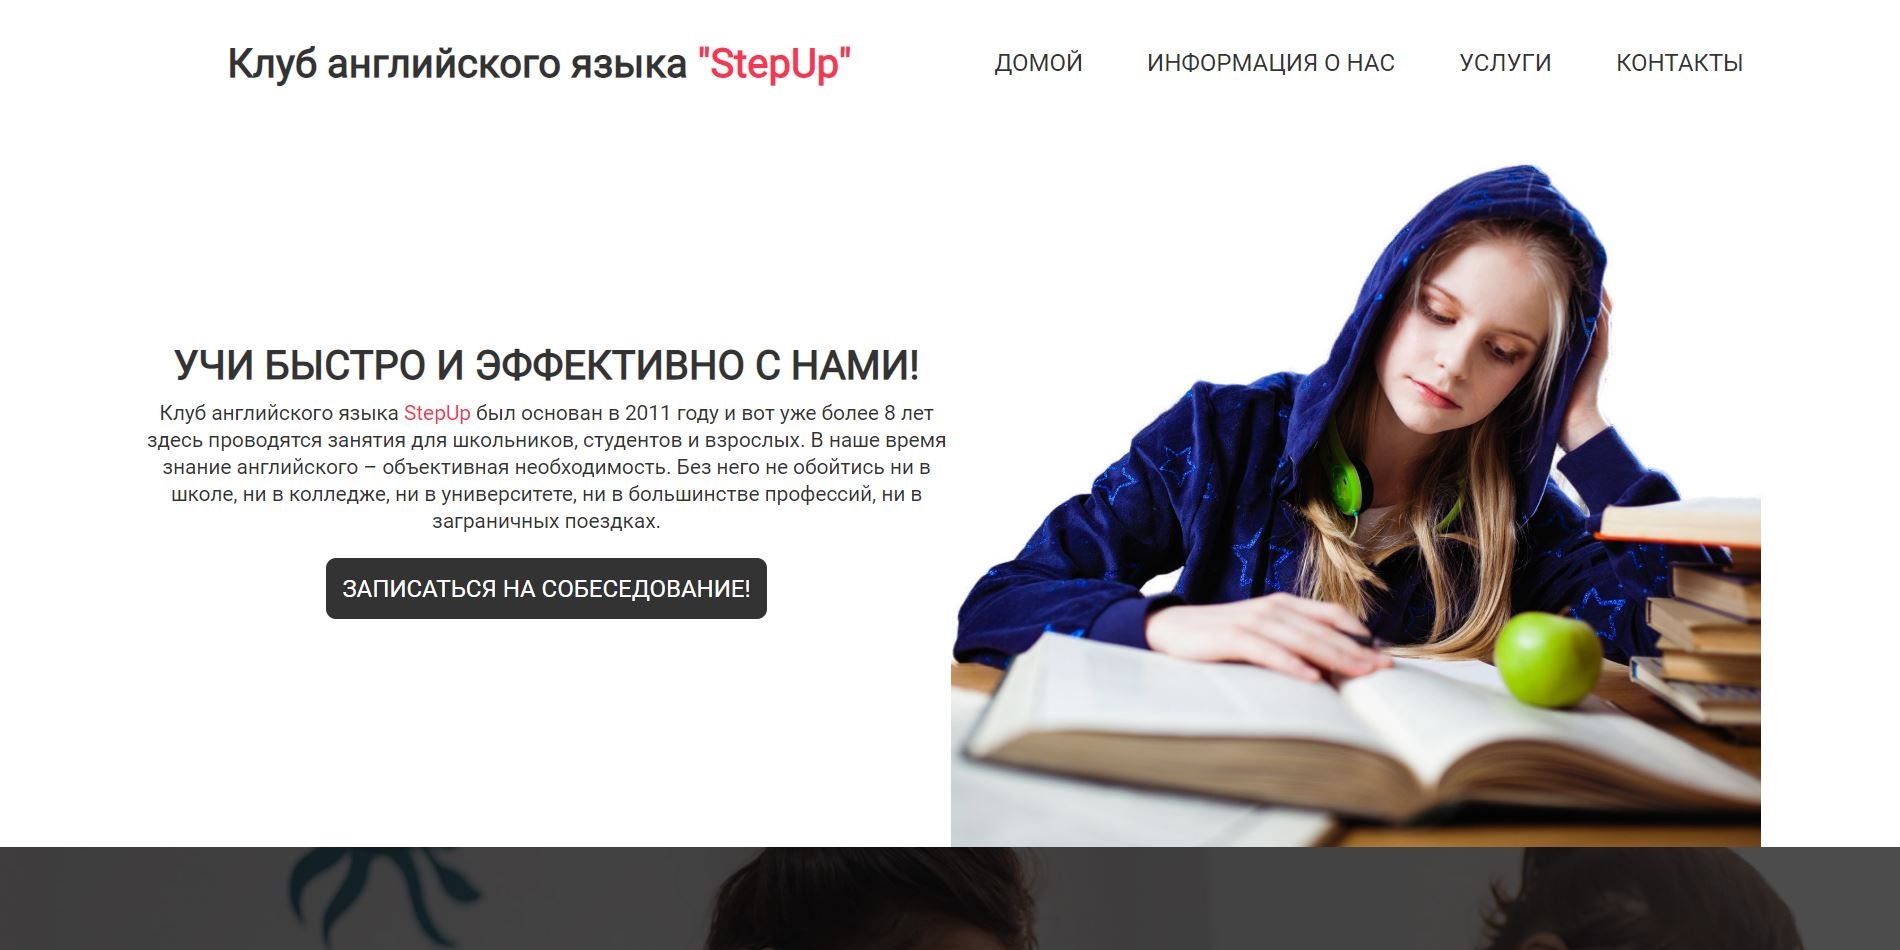 Клуб английского языка "StepUp"
ДОМОЙ ИНФОРМАЦИЯ О НАС УСЛУГИ КОНТАКТЫ
УЧИ БЫСТРО И ЭФФЕКТИВНО С НАМИ!
Клуб английского языка StepUp был основан в 2011 году и вот уже более 8 лет
здесь проводятся занятия для школьников, студентов и взрослых. В наше время
знание английского – объективная необходимость. Без него не обойтись ни в
школе, ни в колледже, ни в университете, ни в большинстве профессий, ни в
заграничных поездках.
ЗАПИСАТЬСЯ НА СОБЕСЕДОВАНИЕ!